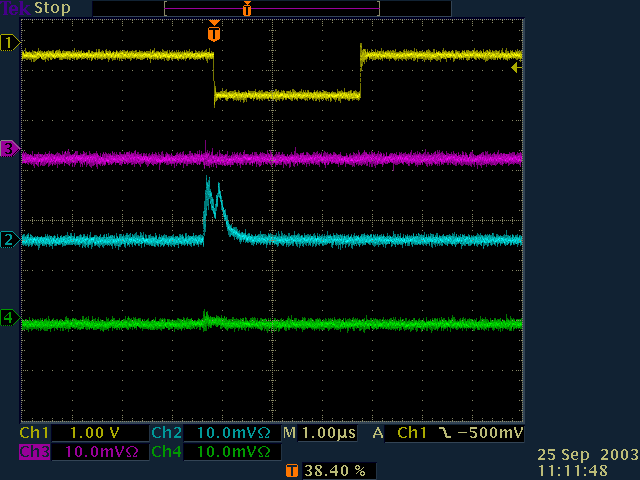 Tek Stop
T
T
1
3
2
4
Ch1 1.00 V Ch2 10.0mVΩ M 1.00µs A Ch1 ⁊ −500mV
Ch3 10.0mVΩ Ch4 10.0mVΩ
T 38.40 %
25 Sep 2003
11:11:48